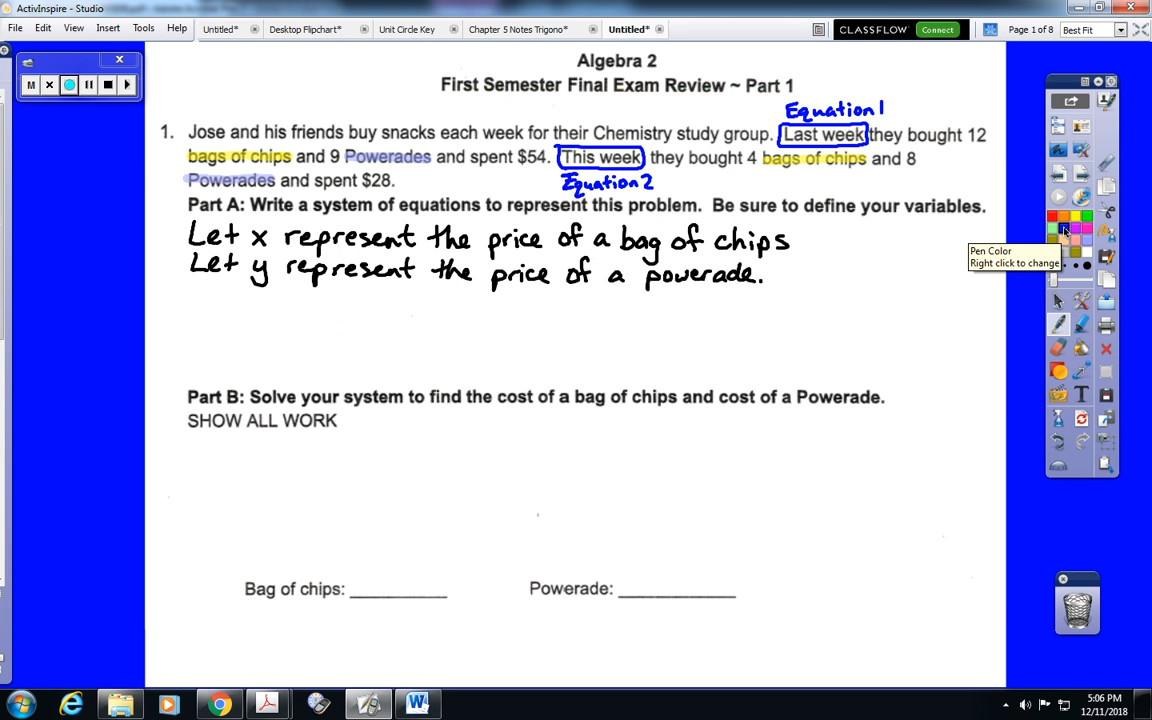 ActivInspire - Studio
File Edit View Insert Tools Help
Untitled* Desktop Flipchart* Unit Circle Key Chapter 5 Notes Trigono* Untitled* CLASSFLOW Connect Page 1 of 8 Best Fit
M
Algebra 2
First Semester Final Exam Review ~ Part 1
Equation 1
1. Jose and his friends buy snacks each week for their Chemistry study group. Last week they bought 12
bags of chips and 9 Powerades and spent $54. This week they bought 4 bags of chips and 8
Powerades and spent $28.
Equation 2
Part A: Write a system of equations to represent this problem. Be sure to define your variables.
Let x represent the price of a bag of chips
Let y represent the price of a powerade.
Pen Color
Right click to change
Part B: Solve your system to find the cost of a bag of chips and cost of a Powerade.
SHOW ALL WORK
Bag of chips: __________ Powerade: ____________
5:06 PM
12/11/2018